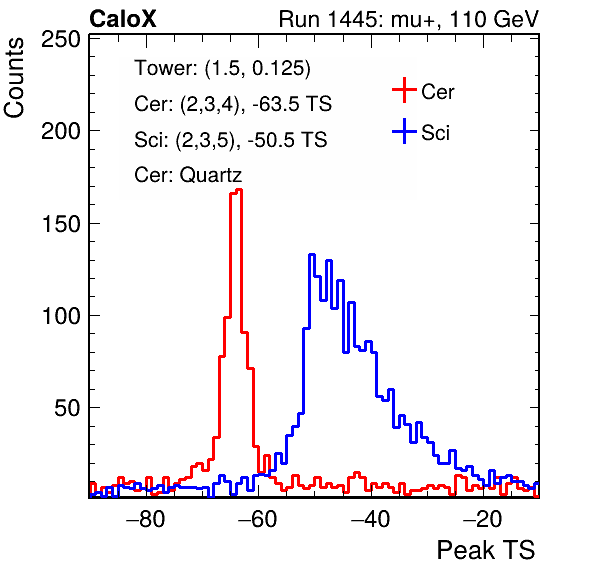 CaloX Run 1445: mu+, 110 GeV
Counts
250
200
150
100
50
Tower: (1.5, 0.125)
Cer: (2,3,4), -63.5 TS
Sci: (2,3,5), -50.5 TS
Cer: Quartz
Cer
Sci
−80 −60 −40 −20
Peak TS